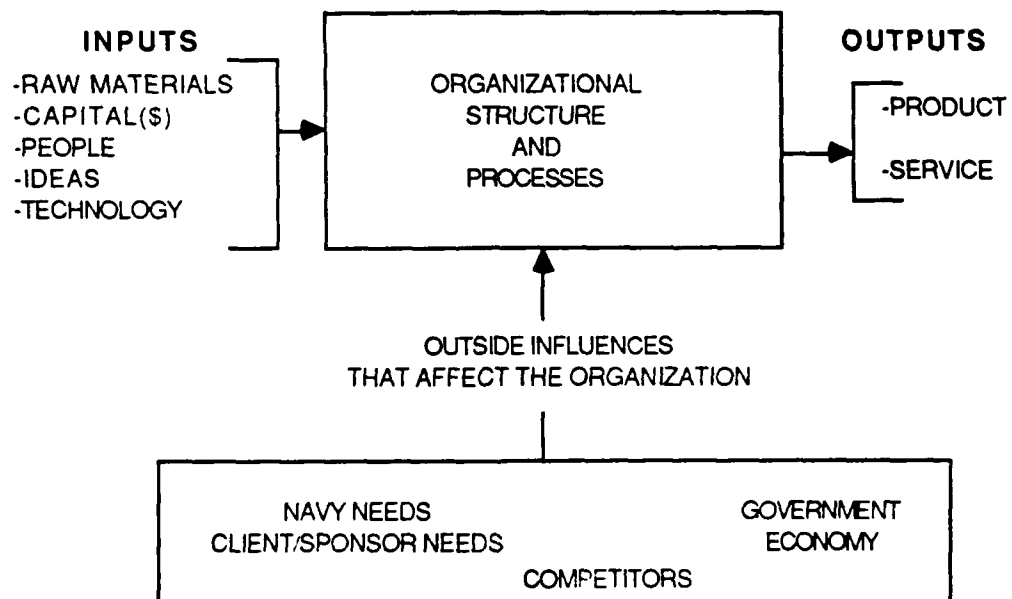 INPUTS
-RAW MATERIALS
-CAPITAL($)
-PEOPLE
-IDEAS
-TECHNOLOGY
ORGANIZATIONAL
STRUCTURE
AND
PROCESSES
OUTPUTS
-PRODUCT
-SERVICE
OUTSIDE INFLUENCES
THAT AFFECT THE ORGANIZATION
NAVY NEEDS
CLIENT/SPONSOR NEEDS
GOVERNMENT
ECONOMY
COMPETITORS